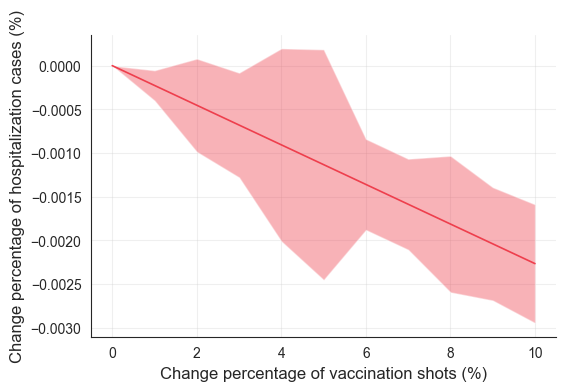 Change percentage of hospitalization cases (%)
0.0000
−0.0005
−0.0010
−0.0015
−0.0020
−0.0025
−0.0030
0 2 4 6 8 10
Change percentage of vaccination shots (%)